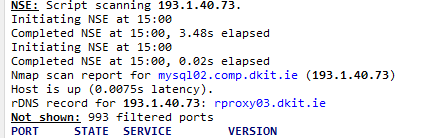 NSE: Script scanning 193.1.40.73.
Initiating NSE at 15:00
Completed NSE at 15:00, 3.48s elapsed
Initiating NSE at 15:00
Completed NSE at 15:00, 0.02s elapsed
Nmap scan report for mysql02.comp.dkit.ie (193.1.40.73)
Host is up (0.0075s latency).
rDNS record for 193.1.40.73: rproxy03.dkit.ie
Not shown: 993 filtered ports
PORT STATE SERVICE VERSION